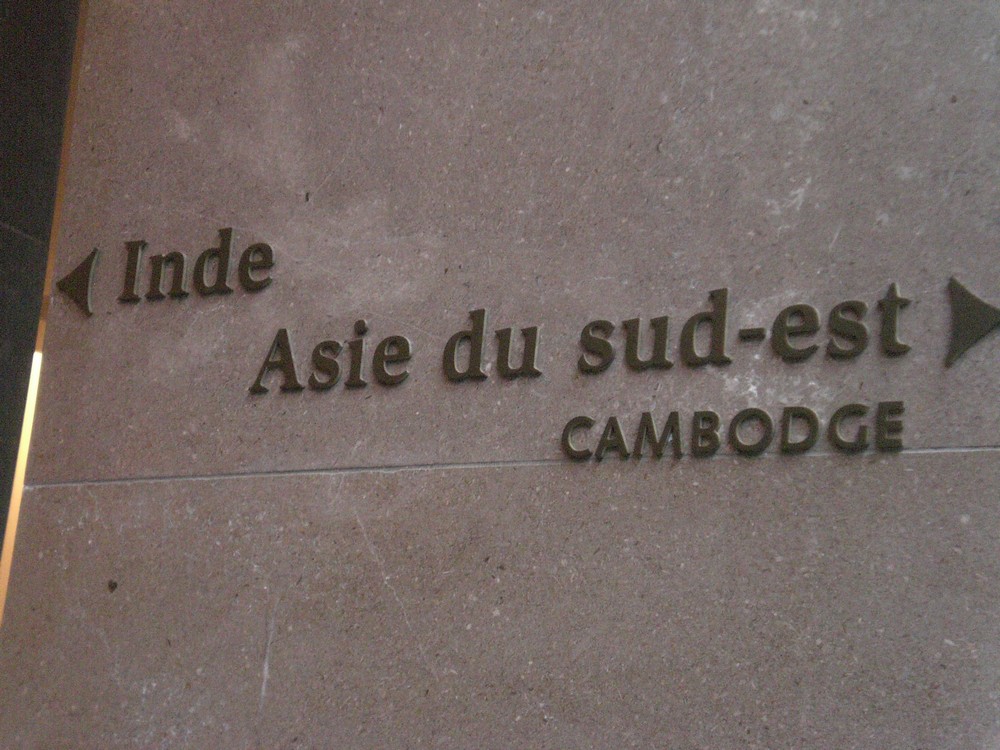 Inde
Asie du sud-est
CAMBODGE